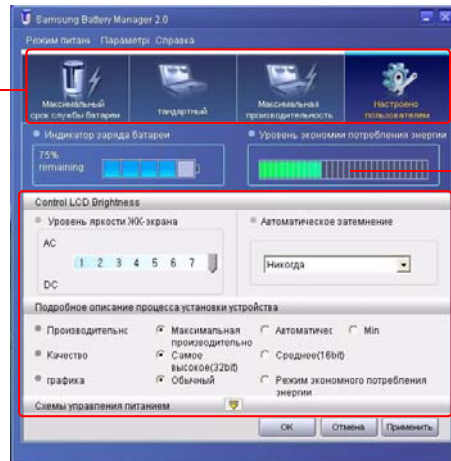 Samsung Battery Manager 2.0
Режим питани Параметрі Справка
Максимальный
срок службы батареи
тандартный
Максимальная
производительность
Настроено
пользователем
Индикатор заряда батареи
Уровень экономии потребления энергии
75%
remaining
Control LCD Brightness
Уровень яркости ЖК-экрана
Автоматическое затемнение
AC
1 2 3 4 5 6 7
Никогда
DC
Подробное описание процесса установки устройства
Производительнс
Максимальная
производительно
Автоматичес
Min
Качество
Самое
высокое(32bit)
Среднее(16bit)
графика
Обычный
Режим экономного потребления
энергии
Схемы управления питанием
OK
Отмена
Применить